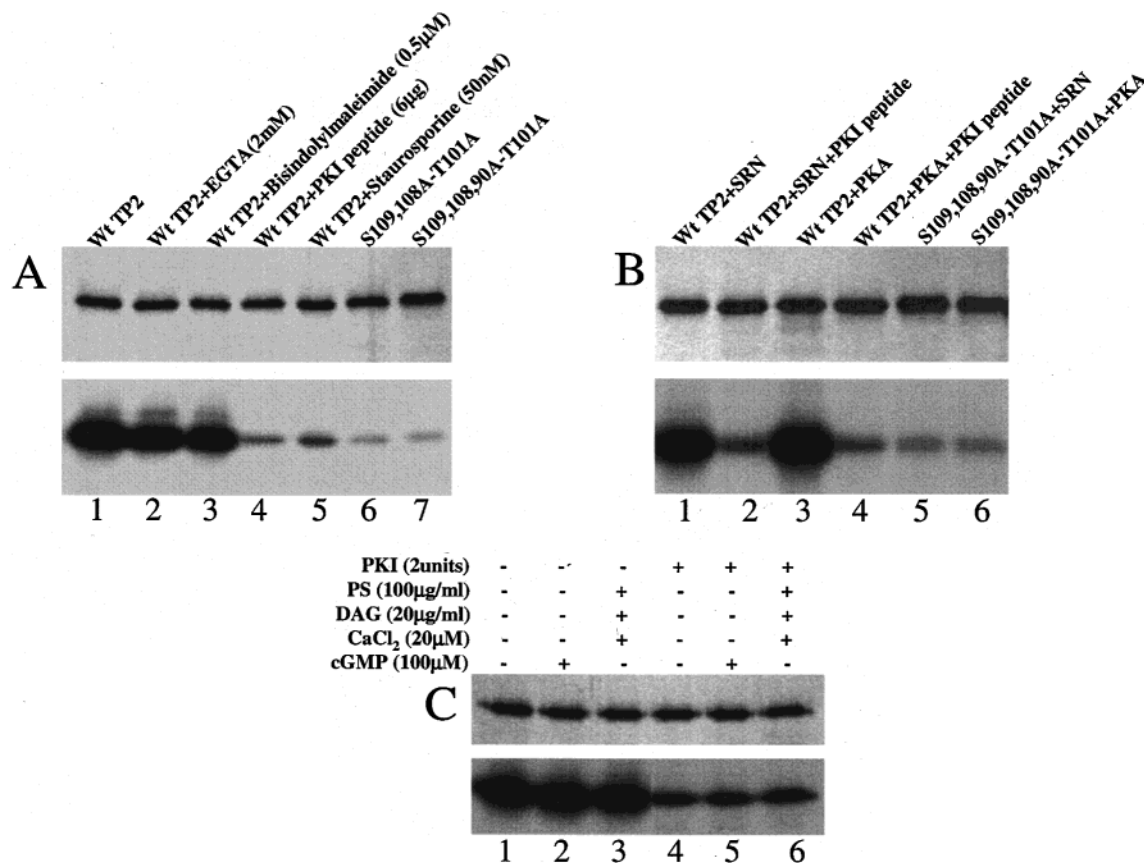 A
Wt TP2
Wt TP2+EGTA(2mM)
Wt TP2+Bisindolylmaleimide (0.5µM)
Wt TP2+PKI peptide (6µg)
Wt TP2+Staurosporine (50nM)
S109,108A-T101A
S109,108,90A-T101A
1 2 3 4 5 6 7
B
Wt TP2+SRN
Wt TP2+SRN+PKI peptide
Wt TP2+PKA
Wt TP2+PKA+PKI peptide
S109,108,90A-T101A+SRN
S109,108,90A-T101A+PKA
1 2 3 4 5 6
PKI (2units) - - - + + +
PS (100µg/ml) - - + - - +
DAG (20µg/ml) - - + - - +
CaCl₂ (20µM) - - + - - +
cGMP (100µM) - + - - + -
C
1 2 3 4 5 6